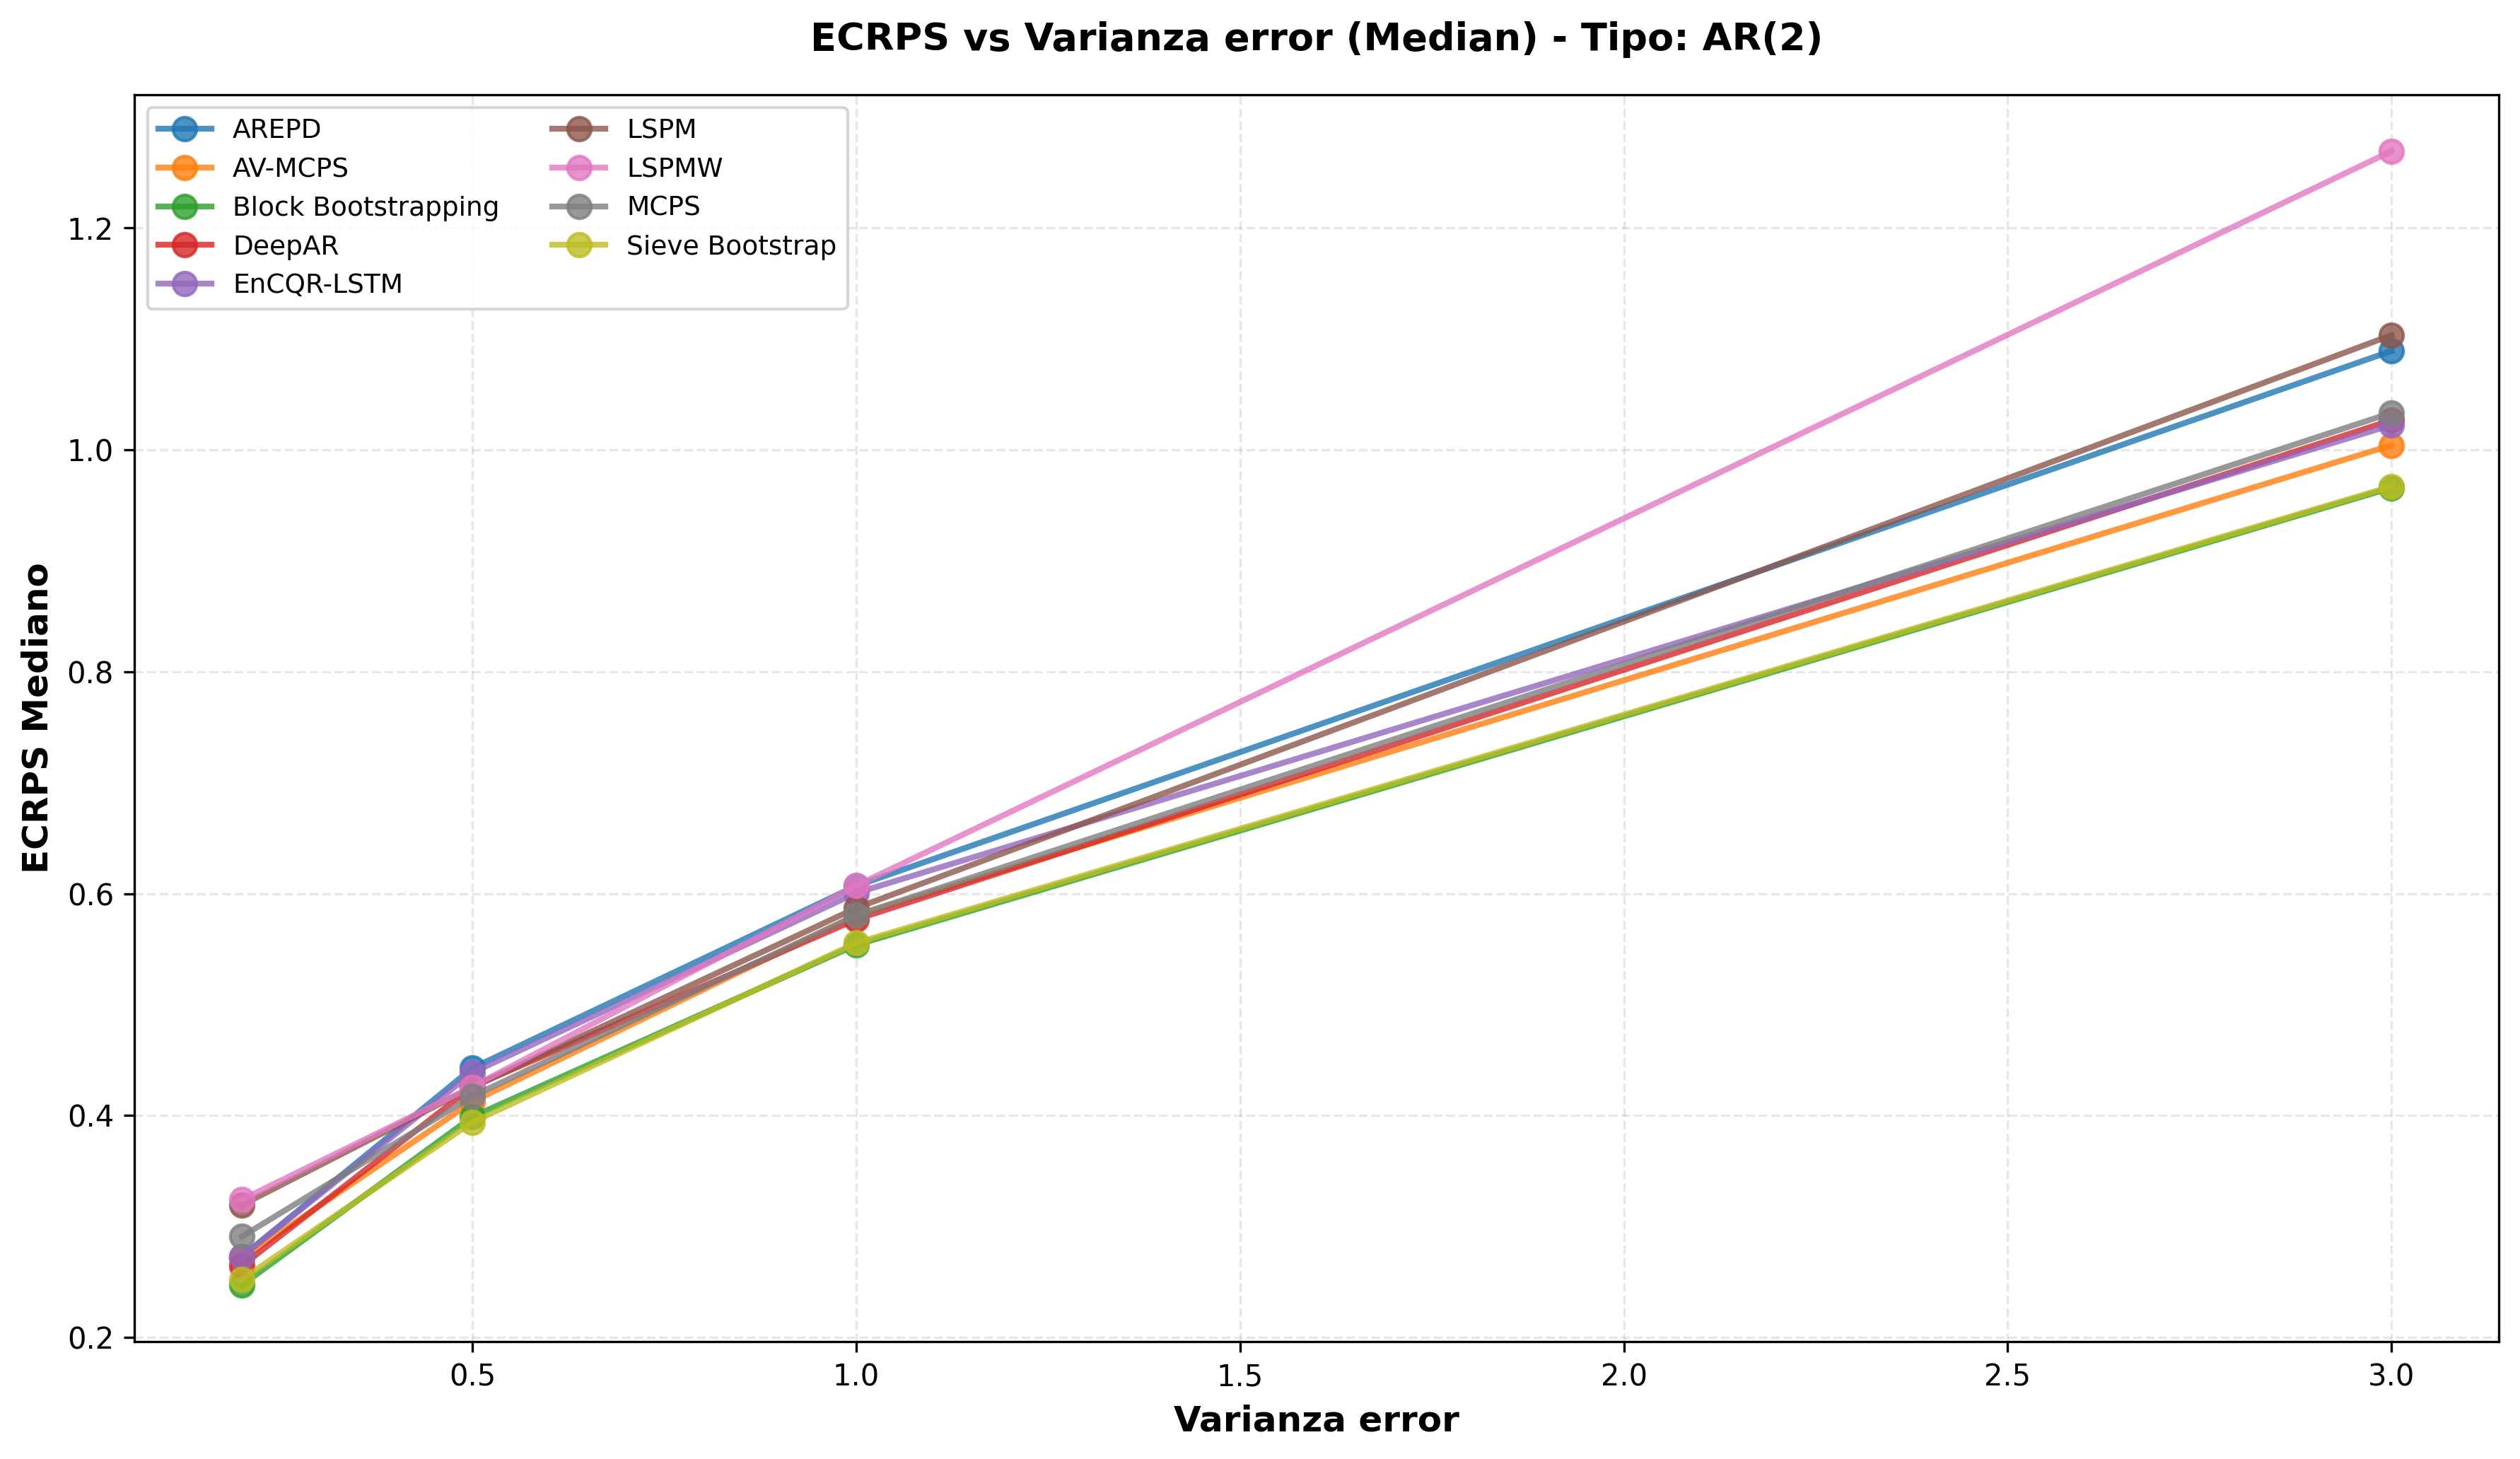 ECRPS vs Varianza error (Median) - Tipo: AR(2)
AREPD
AV-MCPS
Block Bootstrapping
DeepAR
EnCQR-LSTM
LSPM
LSPMW
MCPS
Sieve Bootstrap
ECRPS Mediano
1.2
1.0
0.8
0.6
0.4
0.2
0.5
1.0
1.5
2.0
2.5
3.0
Varianza error